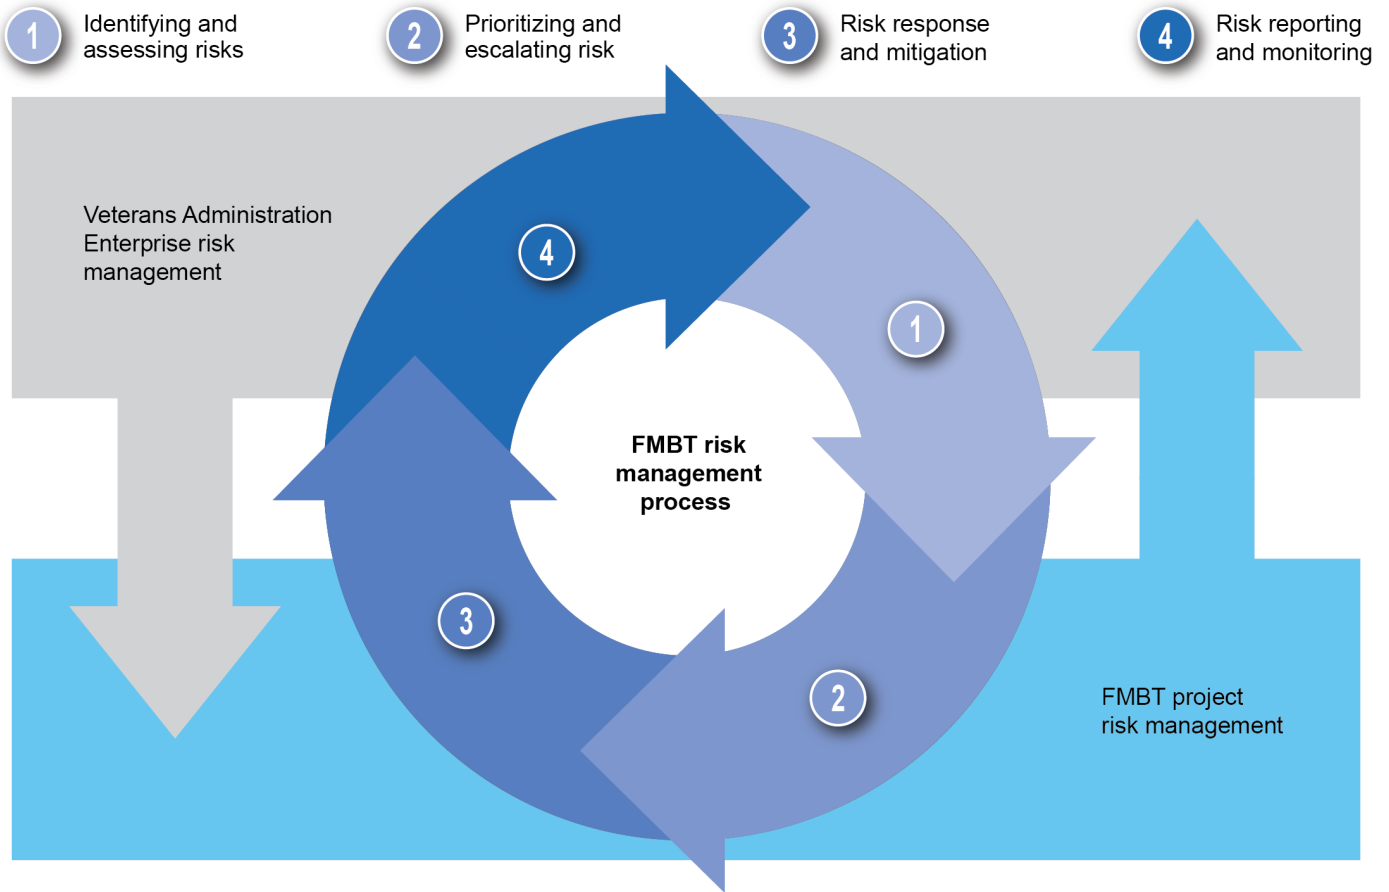 1 Identifying and
assessing risks
2 Prioritizing and
escalating risk
3 Risk response
and mitigation
4 Risk reporting
and monitoring
Veterans Administration
Enterprise risk
management
4
1
FMBT risk
management
process
3
2
FMBT project
risk management